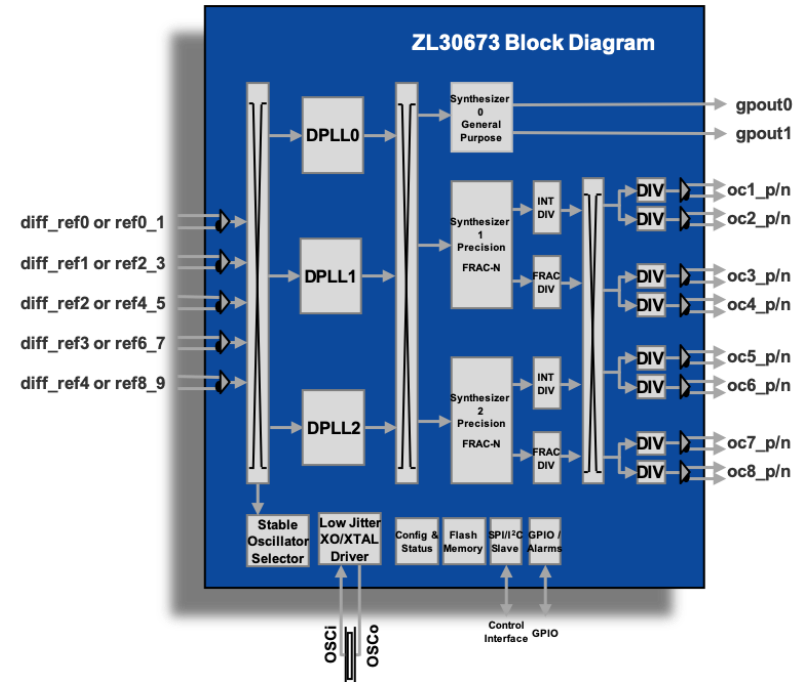 ZL30673 Block Diagram
Synthesizer
0
General
Purpose
gpout0
gpout1
DPLL0
diff_ref0 or ref0_1
diff_ref1 or ref2_3
diff_ref2 or ref4_5
diff_ref3 or ref6_7
diff_ref4 or ref8_9
DPLL1
DPLL2
Synthesizer
1
Precision
FRAC-N
INT
DIV
FRAC
DIV
Synthesizer
2
Precision
FRAC-N
INT
DIV
FRAC
DIV
DIV
oc1_p/n
DIV
oc2_p/n
DIV
oc3_p/n
DIV
oc4_p/n
DIV
oc5_p/n
DIV
oc6_p/n
DIV
oc7_p/n
DIV
oc8_p/n
Stable
Oscillator
Selector
Low Jitter
XO/XTAL
Driver
Config &
Status
Flash
Memory
SPI/I²C
Slave
GPIO /
Alarms
OSCi
OSCo
Control
Interface
GPIO